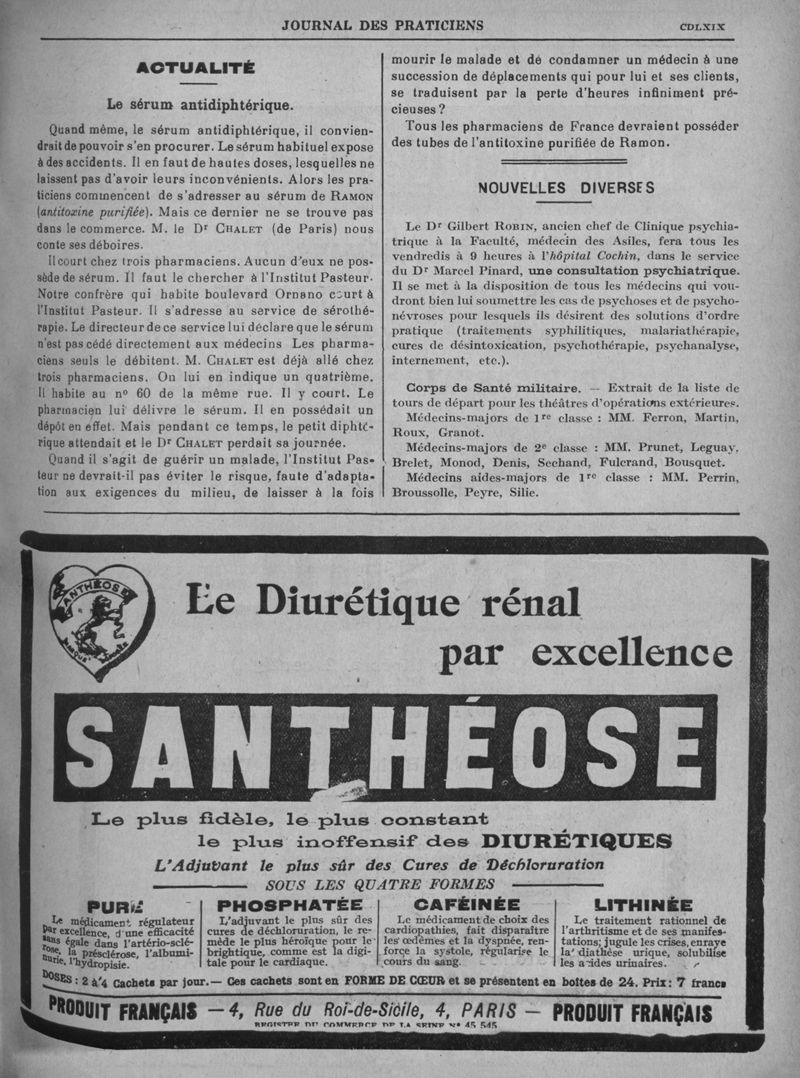 JOURNAL DES PRATICIENS
CDLXIX
ACTUALITÉ
Le sérum antidiphtérique.
Quand même, le sérum antidiphtérique, il convien-
drait de pouvoir s'en procurer. Le sérum habituel expose
à des accidents. Il en faut de hautes doses, lesquelles ne
laissent pas d'avoir leurs inconvénients. Alors les pra-
ticiens commencent de s'adresser au sérum de RAMON
(antitoxine purifiée). Mais ce dernier ne se trouve pas
dans le commerce. M. le Dr CHALET (de Paris) nous
conte ses déboires.
Il court chez trois pharmaciens. Aucun d'eux ne pos-
sède de sérum. Il faut le chercher à l'Institut Pasteur.
Notre confrère qui habite boulevard Ornano court à
l'Institut Pasteur. Il s'adresse au service de sérothé-
rapie. Le directeur de ce service lui déclare que le sérum
n'est pas cédé directement aux médecins Les pharma-
ciens seuls le débitent. M. CHALET est déjà allé chez
trois pharmaciens. On lui en indique un quatrième.
Il habite au no 60 de la même rue. Il y court. Le
pharmacien lui délivre le sérum. Il en possédait un
dépôt en effet. Mais pendant ce temps, le petit diphté-
rique attendait et le Dr CHALET perdait sa journée.
Quand il s'agit de guérir un malade, l'Institut Pas-
teur ne devrait-il pas éviter le risque, faute d'adapta-
tion aux exigences du milieu, de laisser à la fois
mourir le malade et de condamner un médecin à une
succession de déplacements qui pour lui et ses clients,
se traduisent par la perte d'heures infiniment pré-
cieuses ?
Tous les pharmaciens de France devraient posséder
des tubes de l'antitoxine purifiée de Ramon.
NOUVELLES DIVERSES
Le Dr Gilbert ROBIN, ancien chef de Clinique psychia-
trique à la Faculté, médecin des Asiles, fera tous les
vendredis à 9 heures à l'hôpital Cochin, dans le service
du Dr Marcel Pinard, une consultation psychiatrique.
Il se met à la disposition de tous les médecins qui vou-
dront bien lui soumettre les cas de psychoses et de psycho-
névroses pour lesquels ils désirent des solutions d'ordre
pratique (traitements syphilitiques, malariathérapie,
cures de désintoxication, psychothérapie, psychanalyse,
internement, etc.).
Corps de Santé militaire. — Extrait de la liste de
tours de départ pour les théâtres d'opérations extérieures.
Médecins-majors de 1re classe : MM. Ferron, Martin,
Roux, Granot.
Médecins-majors de 2e classe : MM. Prunet, Leguay,
Brelet, Monod, Denis, Sechand, Fulcrand, Bousquet.
Médecins aides-majors de 1re classe : MM. Perrin,
Broussolle, Peyre, Silie.
SANTHÉOSE
Le Diurétique rénal
par excellence
SANTHÉOSE
Le plus fidèle, le plus constant
le plus inoffensif des DIURÉTIQUES
L'Adjuvant le plus sûr des Cures de Déchloruration
SOUS LES QUATRE FORMES
PURE
Le médicament régulateur
par excellence, d'une efficacité
sans égale dans l'artério-sclé-
rose, la présclérose, l'albumi-
nurie, l'hydropisie.
PHOSPHATÉE
L'adjuvant le plus sûr des
cures de déchloruration, le re-
mède le plus héroïque pour le
brightique, comme est la digi-
tale pour le cardiaque.
CAFÉINÉE
Le médicament de choix des
cardiopathies, fait disparaître
les œdèmes et la dyspnée, ren-
force la systole, régularise le
cours du sang.
LITHINÉE
Le traitement rationnel de
l'arthritisme et de ses manifes-
tations; jugule les crises, enraye
la diathèse urique, solubilise
les acides urinaires.
DOSES : 2 à 4 Cachets par jour. — Ces cachets sont en FORME DE CŒUR et se présentent en boîtes de 24. Prix : 7 francs
PRODUIT FRANÇAIS — 4, Rue du Roi-de-Sicile, 4, PARIS — PRODUIT FRANÇAIS
REGISTRE DU COMMERCE DE LA SEINE No 45 545